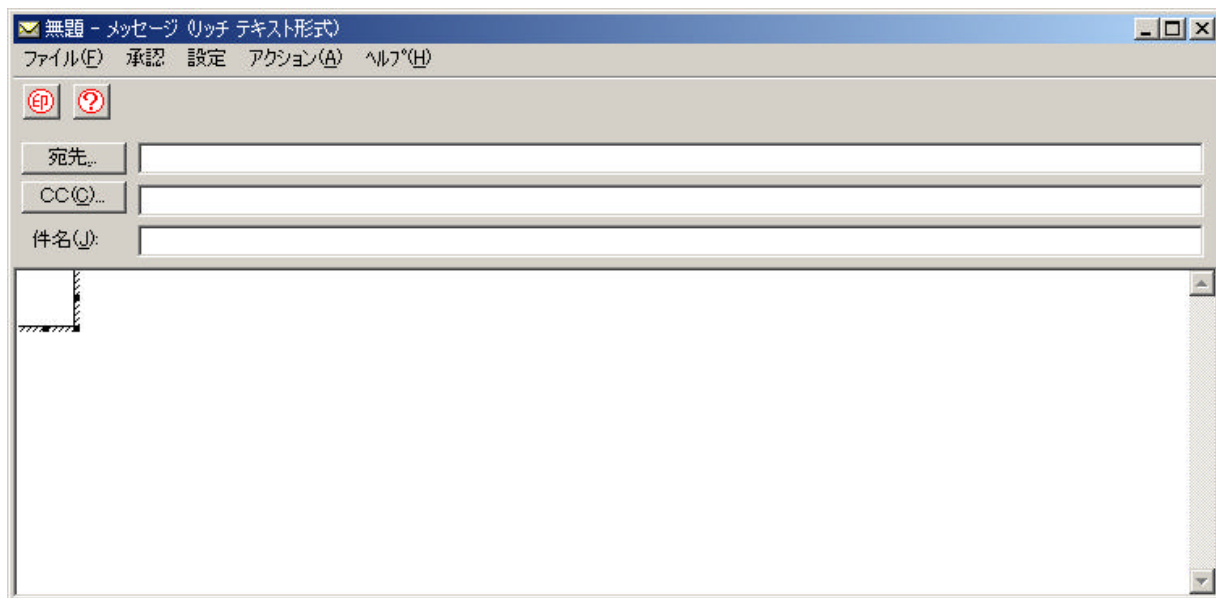 無題 - メッセージ (リッチ テキスト形式)
ファイル(F) 承認 設定 アクション(A) ﾍﾙﾌﾟ(H)
印 ?
宛先...
CC(C)...
件名(J):